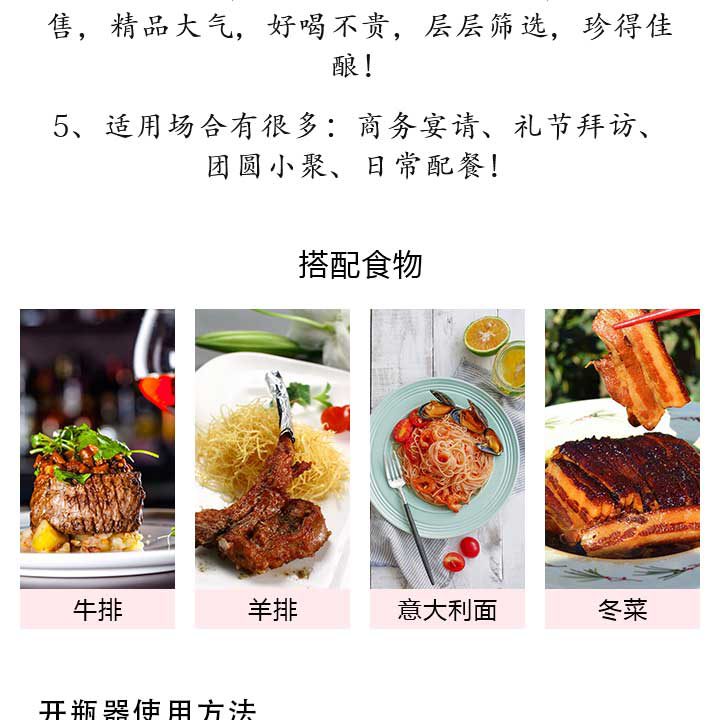 售，精品大气，好喝不贵，层层筛选，珍得佳
酿！
5、适用场合有很多：商务宴请、礼节拜访、
团圆小聚、日常配餐！
搭配食物
牛排
羊排
意大利面
冬菜
开瓶器使用方法